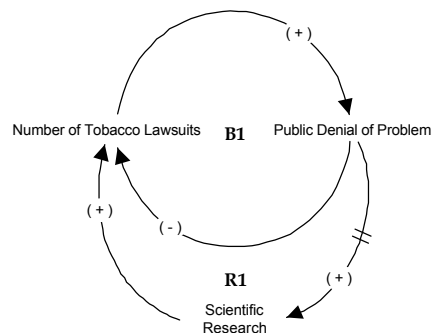 ( + )
Number of Tobacco Lawsuits B1 Public Denial of Problem
( + )
( - )
R1
( + )
Scientific
Research